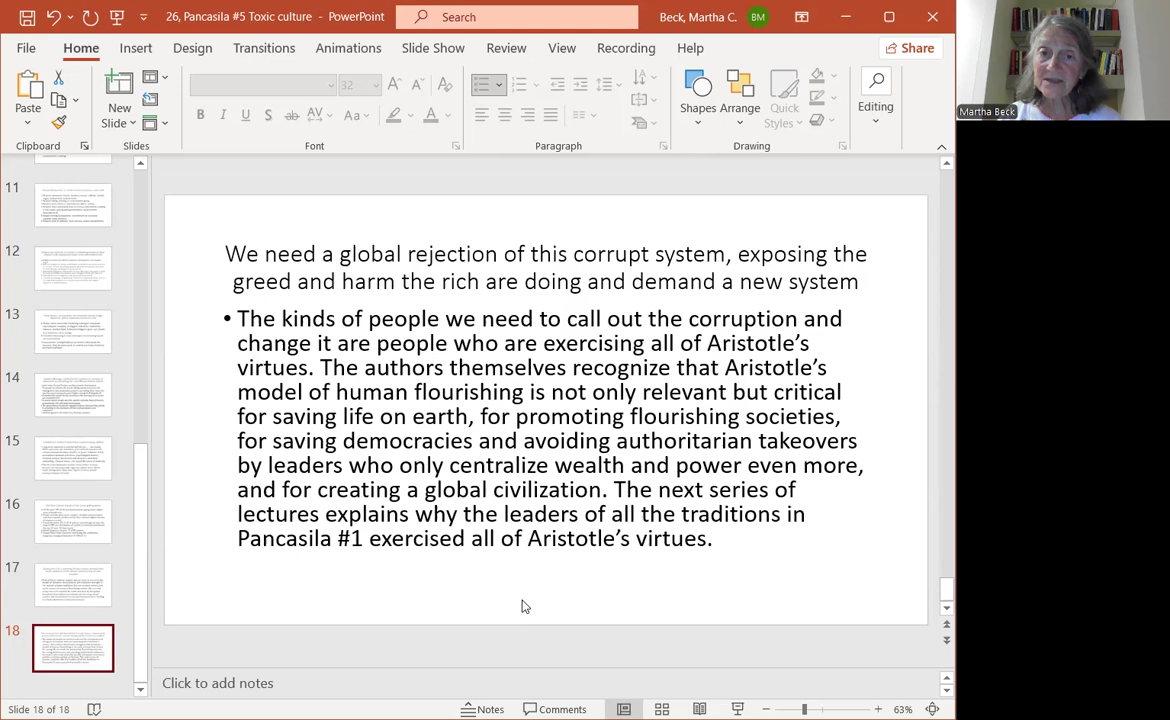 26, Pancasila #5 Toxic culture - PowerPoint
Search
Beck, Martha C.
BM
File Home Insert Design Transitions Animations Slide Show Review View Recording Help Share
Paste
New
Slide
32
B I U S ab AV Aa
A
Shapes
Arrange
Quick
Styles
Editing
Clipboard
Slides
Font
Paragraph
Drawing
Martha Beck
11
12
13
14
15
16
17
18
We need a global rejection of this corrupt system, exposing the
greed and harm the rich are doing and demand a new system
• The kinds of people we need to call out the corruption and
change it are people who are exercising all of Aristotle’s
virtues. The authors themselves recognize that Aristotle’s
model of human flourishing is not only relevant but critical
for saving life on earth, for promoting flourishing societies,
for saving democracies and avoiding authoritarian takeovers
by leaders who only centralize wealth and power even more,
and for creating a global civilization. The next series of
lectures explains why the leaders of all the traditions in
Pancasila #1 exercised all of Aristotle’s virtues.
Click to add notes
Slide 18 of 18
Notes
Comments
63%